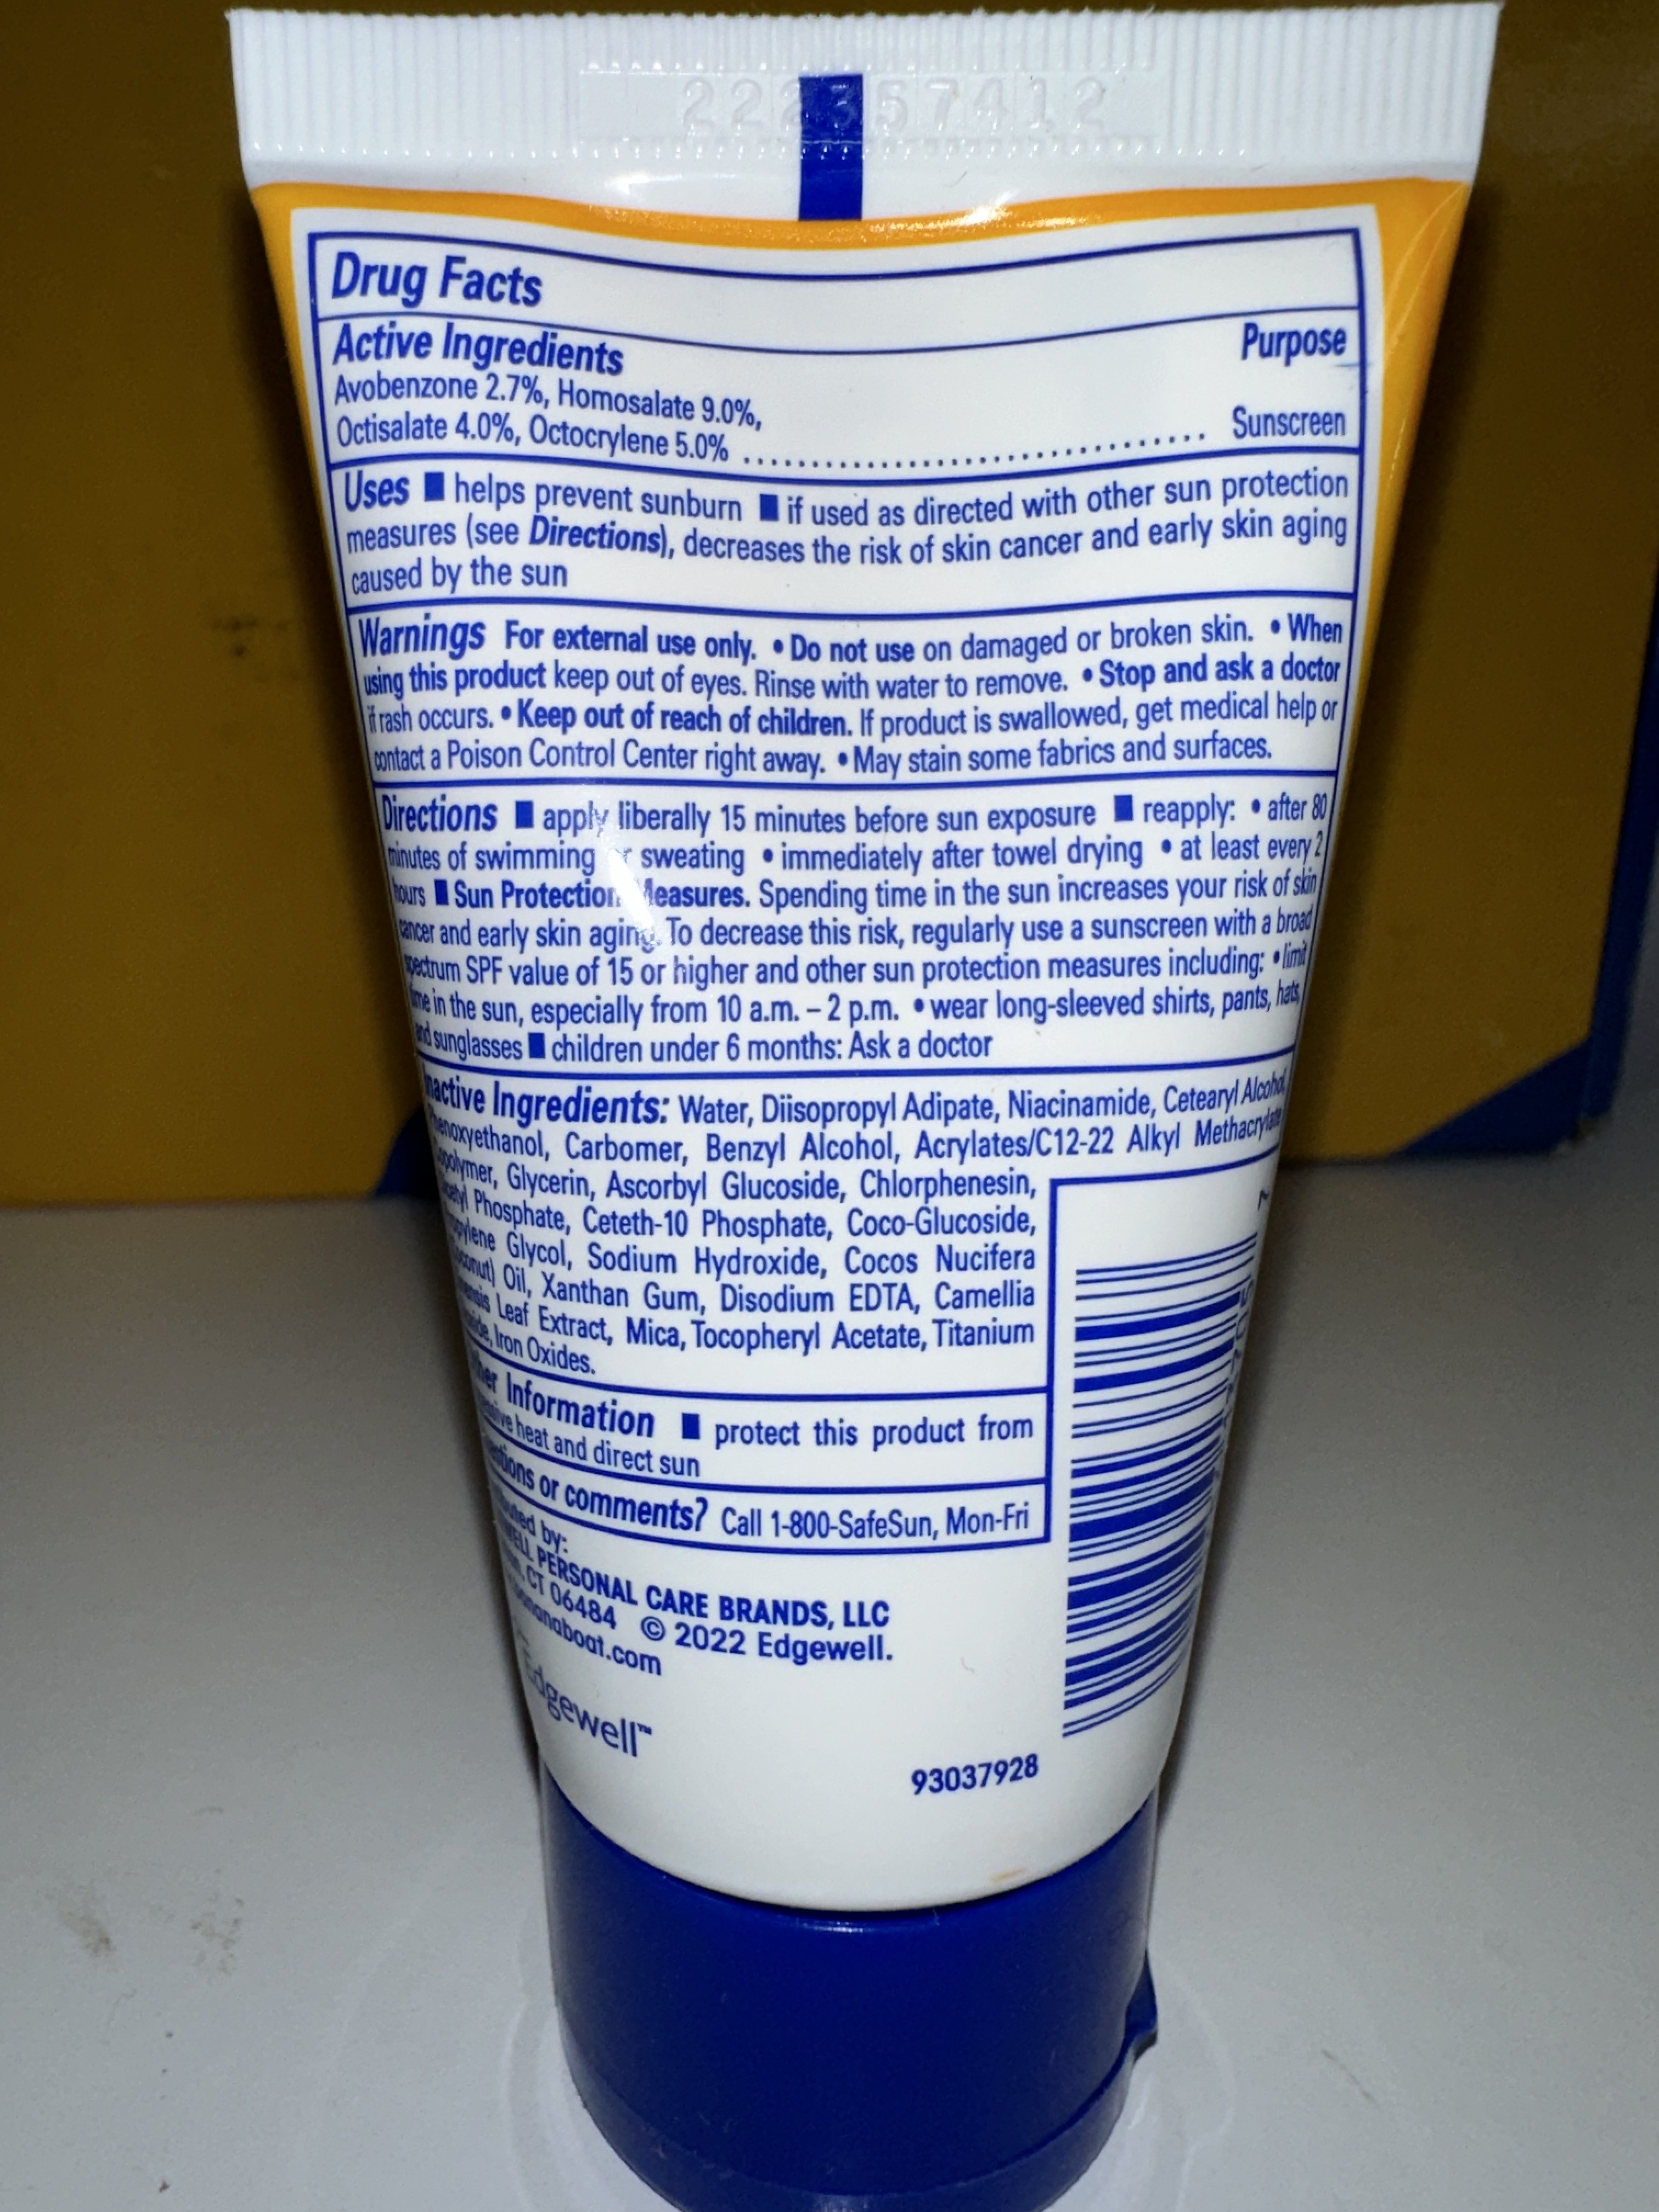 222357412
Drug Facts
Active Ingredients Purpose
Avobenzone 2.7%, Homosalate 9.0%,
Octisalate 4.0%, Octocrylene 5.0% ........................................ Sunscreen
Uses ■ helps prevent sunburn ■ if used as directed with other sun protection
measures (see Directions), decreases the risk of skin cancer and early skin aging
caused by the sun
Warnings For external use only. • Do not use on damaged or broken skin. • When
using this product keep out of eyes. Rinse with water to remove. • Stop and ask a doctor
if rash occurs. • Keep out of reach of children. If product is swallowed, get medical help or
contact a Poison Control Center right away. • May stain some fabrics and surfaces.
Directions ■ apply liberally 15 minutes before sun exposure ■ reapply: • after 80
minutes of swimming or sweating • immediately after towel drying • at least every 2
hours ■ Sun Protection Measures. Spending time in the sun increases your risk of skin
cancer and early skin aging. To decrease this risk, regularly use a sunscreen with a broad
spectrum SPF value of 15 or higher and other sun protection measures including: • limit
time in the sun, especially from 10 a.m. – 2 p.m. • wear long-sleeved shirts, pants, hats,
and sunglasses ■ children under 6 months: Ask a doctor
Inactive Ingredients: Water, Diisopropyl Adipate, Niacinamide, Cetearyl Alcohol,
Phenoxyethanol, Carbomer, Benzyl Alcohol, Acrylates/C12-22 Alkyl Methacrylate
Copolymer, Glycerin, Ascorbyl Glucoside, Chlorphenesin,
Phosphate, Ceteth-10 Phosphate, Coco-Glucoside,
Glycol, Sodium Hydroxide, Cocos Nucifera
(Coconut) Oil, Xanthan Gum, Disodium EDTA, Camellia
Leaf Extract, Mica, Tocopheryl Acetate, Titanium
Iron Oxides.
Other Information ■ protect this product from
heat and direct sun
Questions or comments? Call 1-800-SafeSun, Mon-Fri
by:
PERSONAL CARE BRANDS, LLC
CT 06484 © 2022 Edgewell.
bananaboat.com
Edgewell™
93037928